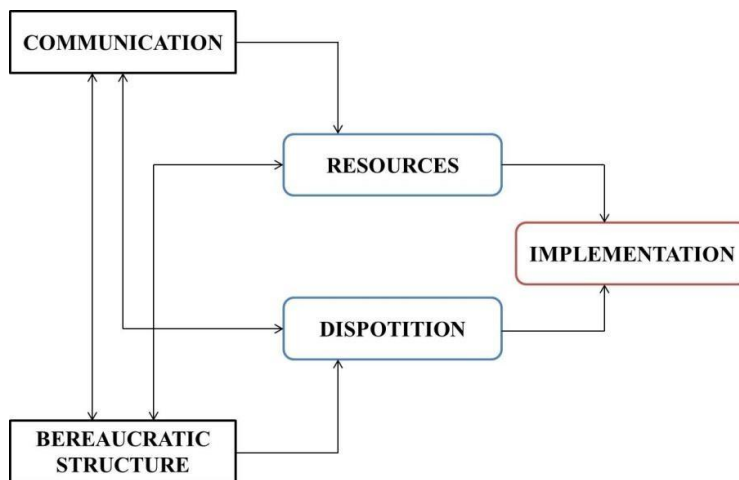 COMMUNICATION
RESOURCES
IMPLEMENTATION
DISPOTITION
BEREAUCRATIC
STRUCTURE